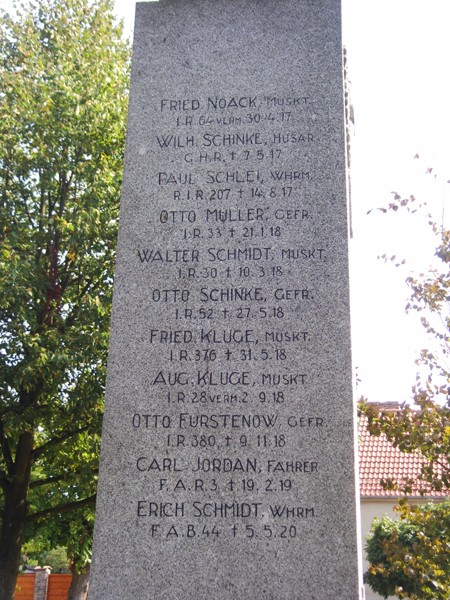 FRIED. NOACK, MUSKT.
I.R. 64 VERM. 30.4.17
WILH. SCHINKE, HUSAR
G.H.R. † 7.5.17
PAUL SCHLEI, WHRM.
R.I.R. 207 † 14.8.17
OTTO MÜLLER, GEFR.
I.R. 33 † 21.1.18
WALTER SCHMIDT, MUSKT.
I.R. 30 † 10.3.18
OTTO SCHINKE, GEFR.
I.R. 52 † 27.5.18
FRIED. KLUGE, MUSKT.
I.R. 376 † 31.5.18
AUG. KLUGE, MUSKT.
I.R. 28 VERM. 2.9.18
OTTO FÜRSTENOW, GEFR.
I.R. 380, † 9.11.18
CARL JORDAN, FAHRER
F.A.R. 3 † 19.2.19
ERICH SCHMIDT, WHRM.
F.A.B. 44 † 5.5.20